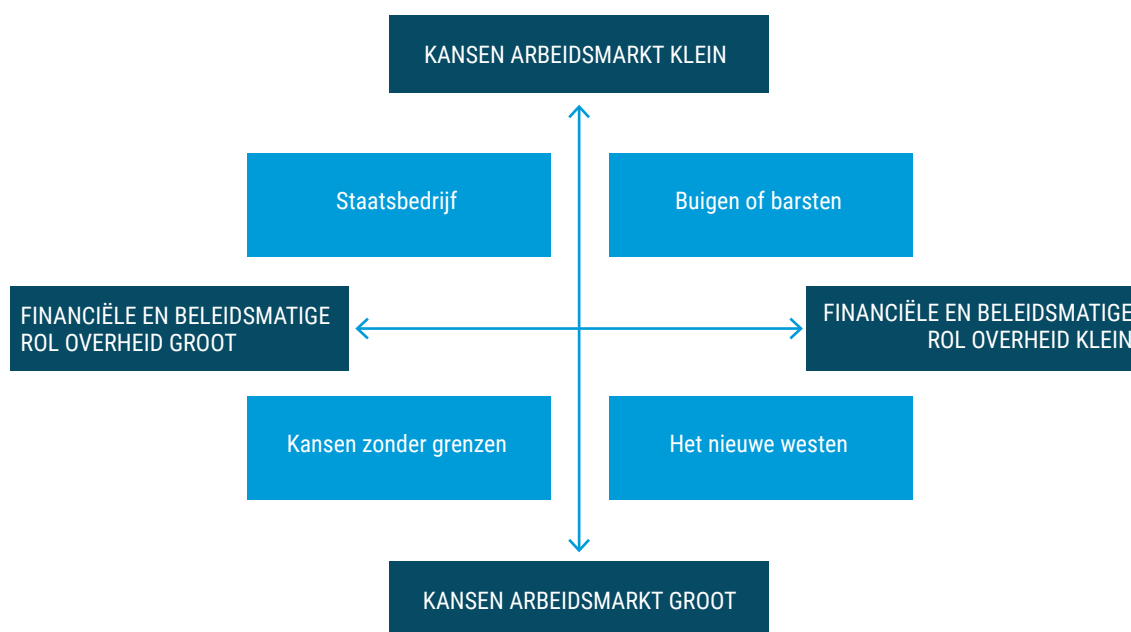 KANSEN ARBEIDSMARKT KLEIN
Staatsbedrijf
Buigen of barsten
FINANCIËLE EN BELEIDSMATIGE
ROL OVERHEID GROOT
FINANCIËLE EN BELEIDSMATIGE
ROL OVERHEID KLEIN
Kansen zonder grenzen
Het nieuwe westen
KANSEN ARBEIDSMARKT GROOT